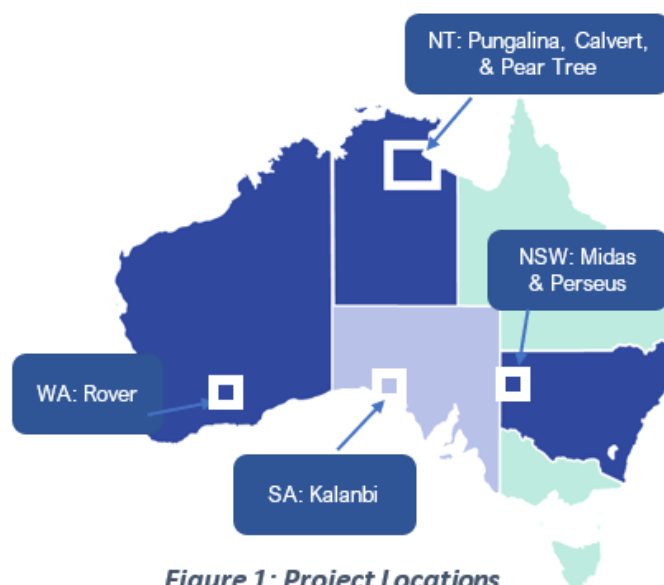 NT: Pungalina, Calvert,
& Pear Tree
NSW: Midas
& Perseus
WA: Rover
SA: Kalanbi
Figure 1: Project Locations